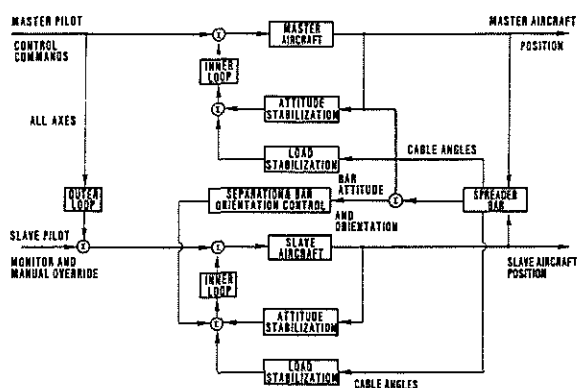 MASTER PILOT
CONTROL
COMMANDS
MASTER
AIRCRAFT
MASTER AIRCRAFT
POSITION
INNER
LOOP
Σ
Σ
ATTITUDE
STABILIZATION
ALL AXES
LOAD
STABILIZATION
CABLE ANGLES
BAR
ATTITUDE
AND
ORIENTATION
OUTER
LOOP
SEPARATION & BAR
ORIENTATION CONTROL
Σ
SPREADER
BAR
SLAVE PILOT
MONITOR AND
MANUAL OVERRIDE
Σ
Σ
SLAVE
AIRCRAFT
SLAVE AIRCRAFT
POSITION
INNER
LOOP
Σ
ATTITUDE
STABILIZATION
LOAD
STABILIZATION
CABLE ANGLES